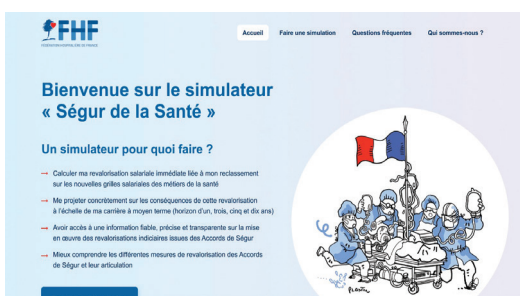 FHF
FÉDÉRATION HOSPITALIÈRE DE FRANCE
Accueil
Faire une simulation
Questions fréquentes
Qui sommes-nous ?
Bienvenue sur le simulateur
« Ségur de la Santé »
Un simulateur pour quoi faire ?
→ Calculer ma revalorisation salariale immédiate liée à mon reclassement
sur les nouvelles grilles salariales des métiers de la santé
→ Me projeter concrètement sur les conséquences de cette revalorisation
à l'échelle de ma carrière à moyen terme (horizon d'un, trois, cinq et dix ans)
→ Avoir accès à une information fiable, précise et transparente sur la mise
en œuvre des revalorisations indiciaires issues des Accords de Ségur
→ Mieux comprendre les différentes mesures de revalorisation des Accords
de Ségur et leur articulation
PLANTU